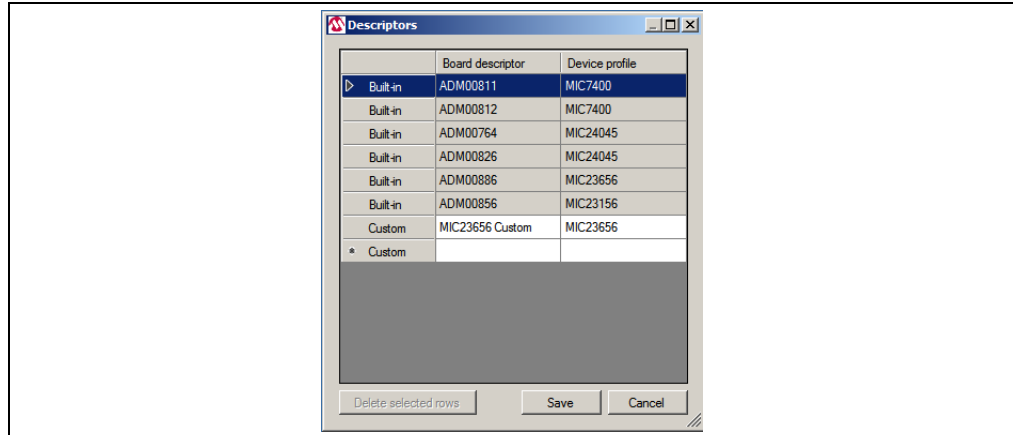 Descriptors
Board descriptor Device profile
Built-in ADM00811 MIC7400
Built-in ADM00812 MIC7400
Built-in ADM00764 MIC24045
Built-in ADM00826 MIC24045
Built-in ADM00886 MIC23656
Built-in ADM00856 MIC23156
Custom MIC23656 Custom MIC23656
* Custom
Delete selected rows Save Cancel